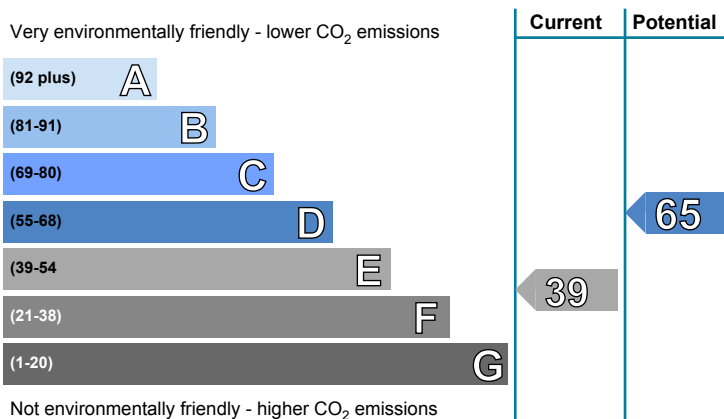 Current Potential
Very environmentally friendly - lower CO2 emissions
(92 plus) A
(81-91) B
(69-80) C
(55-68) D
65
(39-54 E
39
(21-38) F
(1-20) G
Not environmentally friendly - higher CO2 emissions